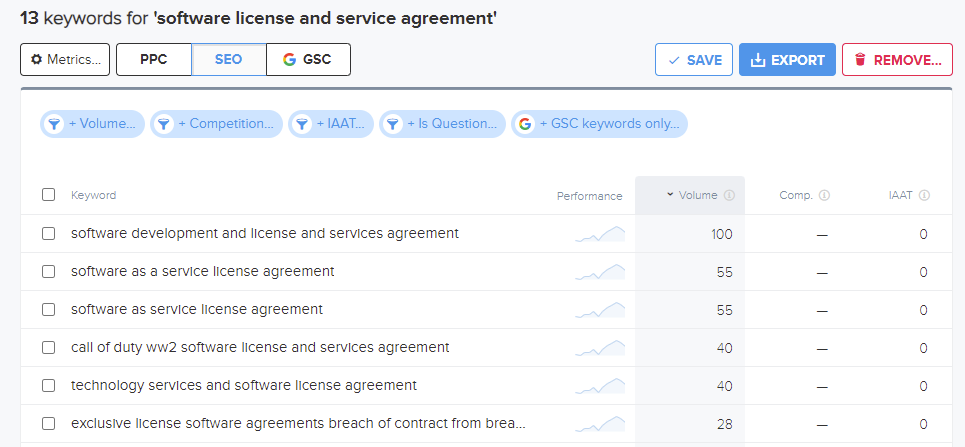 13 keywords for 'software license and service agreement'
Metrics... PPC SEO GSC SAVE EXPORT REMOVE...
+ Volume... + Competition... + IAAT... + Is Question... + GSC keywords only...
Keyword Performance Volume Comp. IAAT
software development and license and services agreement 100 — 0
software as a service license agreement 55 — 0
software as service license agreement 55 — 0
call of duty ww2 software license and services agreement 40 — 0
technology services and software license agreement 40 — 0
exclusive license software agreements breach of contract from brea... 28 — 0